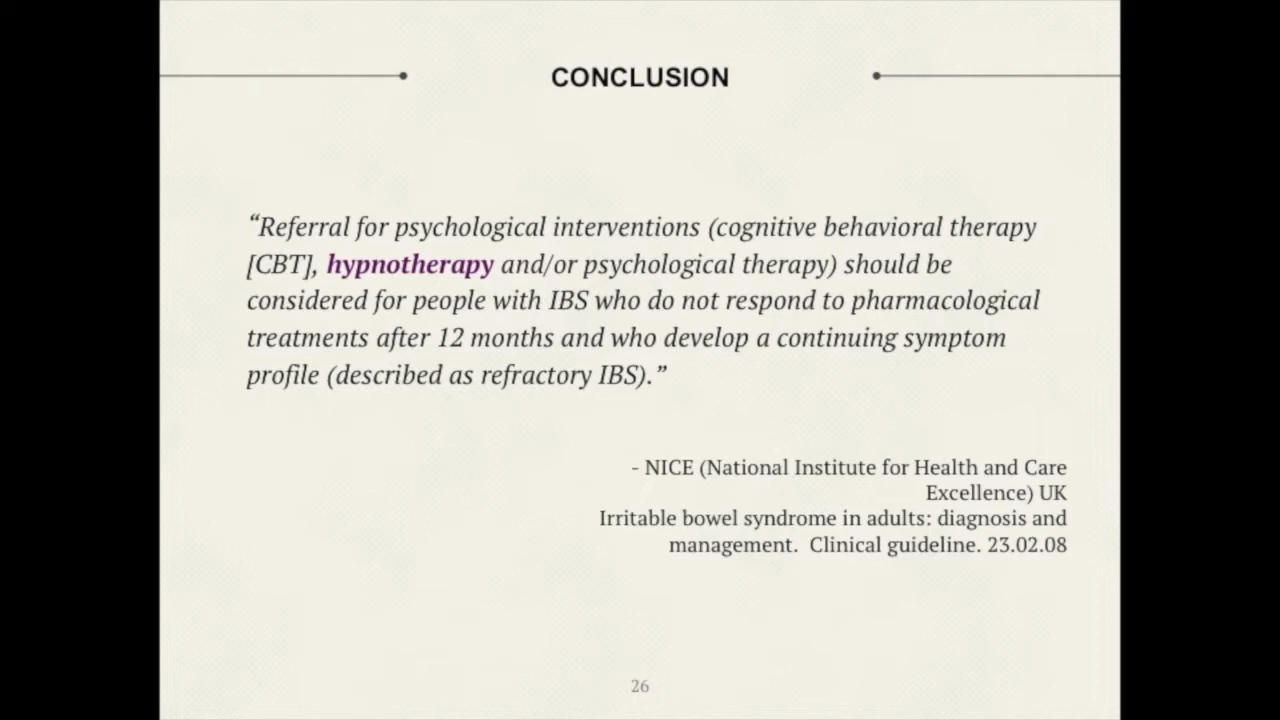 CONCLUSION
“Referral for psychological interventions (cognitive behavioral therapy
[CBT], hypnotherapy and/or psychological therapy) should be
considered for people with IBS who do not respond to pharmacological
treatments after 12 months and who develop a continuing symptom
profile (described as refractory IBS).”
- NICE (National Institute for Health and Care
Excellence) UK
Irritable bowel syndrome in adults: diagnosis and
management.  Clinical guideline. 23.02.08
26